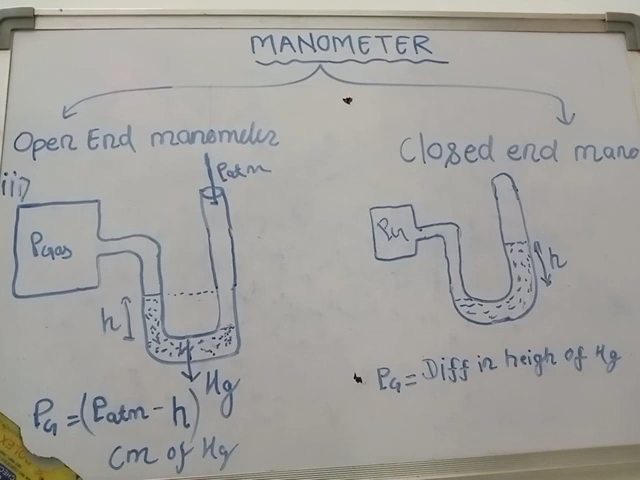 MANOMETER
Open End manometer
Closed end mano
iii)
Patm
PGas
h
Hg
PG = (Patm - h)
cm of Hg
PG
h
PG = Diff in heigh of Hg